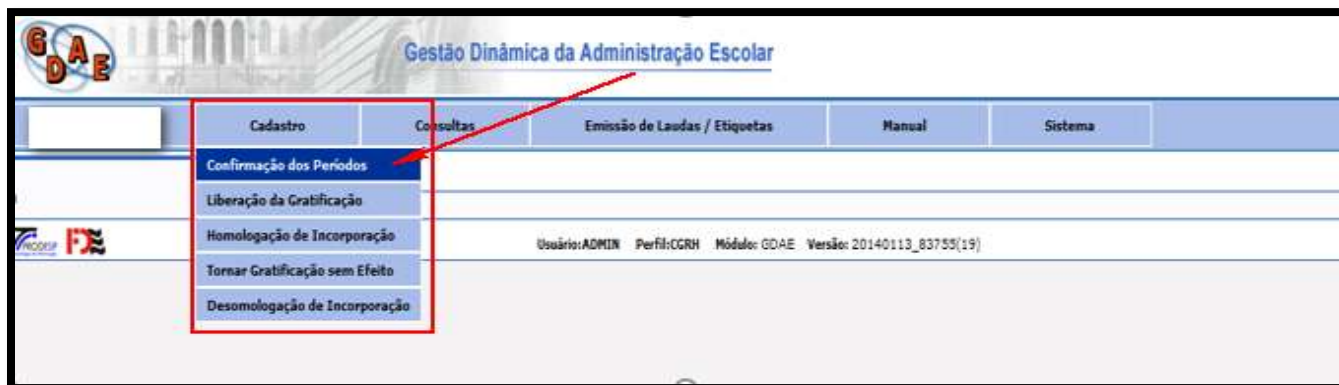 GDAE
Gestão Dinâmica da Administração Escolar
Cadastro Consultas Emissão de Laudas / Etiquetas Manual Sistema
Confirmação dos Períodos
Liberação da Gratificação
Homologação de Incorporação
PRODESP FDE Usuário:ADMIN Perfil:CGRH Módulo: GDAE Versão: 20140113_83755(19)
Tornar Gratificação sem Efeito
Desomologação de Incorporação